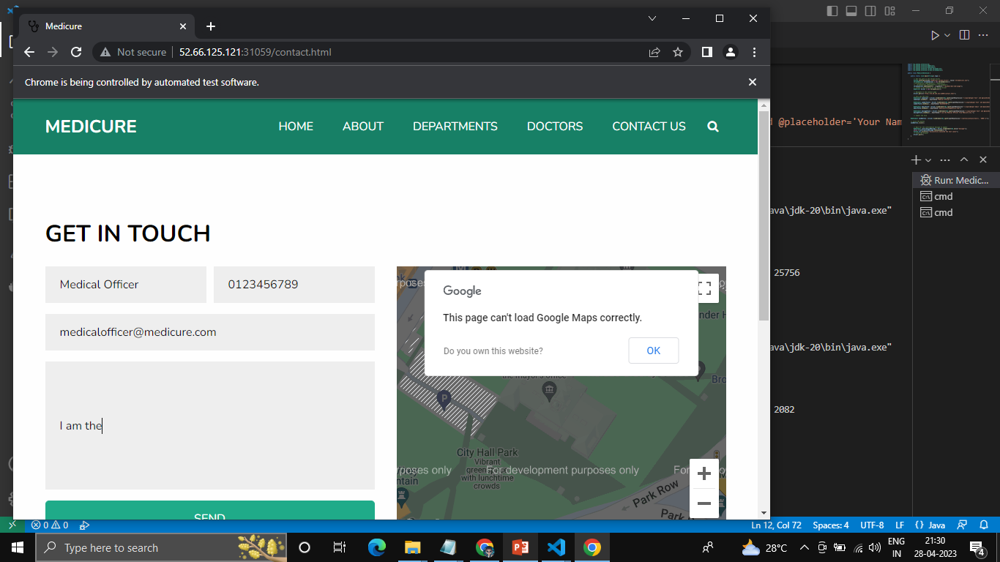 Medicure
Not secure
52.66.125.121:31059/contact.html
Chrome is being controlled by automated test software.
MEDICURE
HOME
ABOUT
DEPARTMENTS
DOCTORS
CONTACT US
d @placeholder='Your Nam
Run: Medic...
cmd
cmd
ava\jdk-20\bin\java.exe"
25756
ava\jdk-20\bin\java.exe"
2082
GET IN TOUCH
Medical Officer
0123456789
medicalofficer@medicure.com
I am the
SEND
Google
This page can't load Google Maps correctly.
Do you own this website?
OK
the mayor's office
P
City Hall Park
Vibrant
green
with lunchtime
crowds
rposes only
For development purposes only
Park Row
0
0
Ln 12, Col 72
Spaces: 4
UTF-8
LF
{ } Java
Type here to search
28°C
ENG
IN
21:30
28-04-2023
4